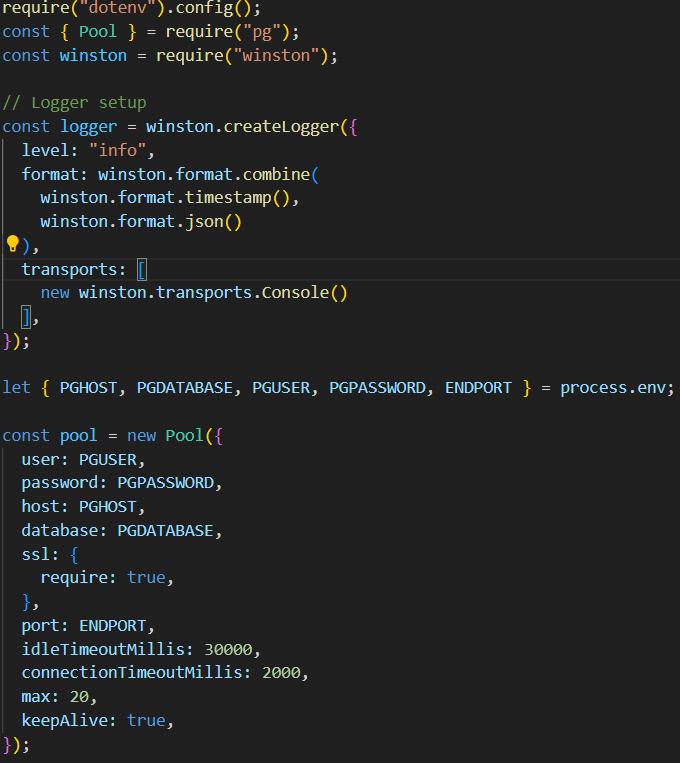 require("dotenv").config();
const { Pool } = require("pg");
const winston = require("winston");

// Logger setup
const logger = winston.createLogger({
  level: "info",
  format: winston.format.combine(
    winston.format.timestamp(),
    winston.format.json()
  ),
  transports: [
    new winston.transports.Console()
  ],
});

let { PGHOST, PGDATABASE, PGUSER, PGPASSWORD, ENDPORT } = process.env;

const pool = new Pool({
  user: PGUSER,
  password: PGPASSWORD,
  host: PGHOST,
  database: PGDATABASE,
  ssl: {
    require: true,
  },
  port: ENDPORT,
  idleTimeoutMillis: 30000,
  connectionTimeoutMillis: 2000,
  max: 20,
  keepAlive: true,
});